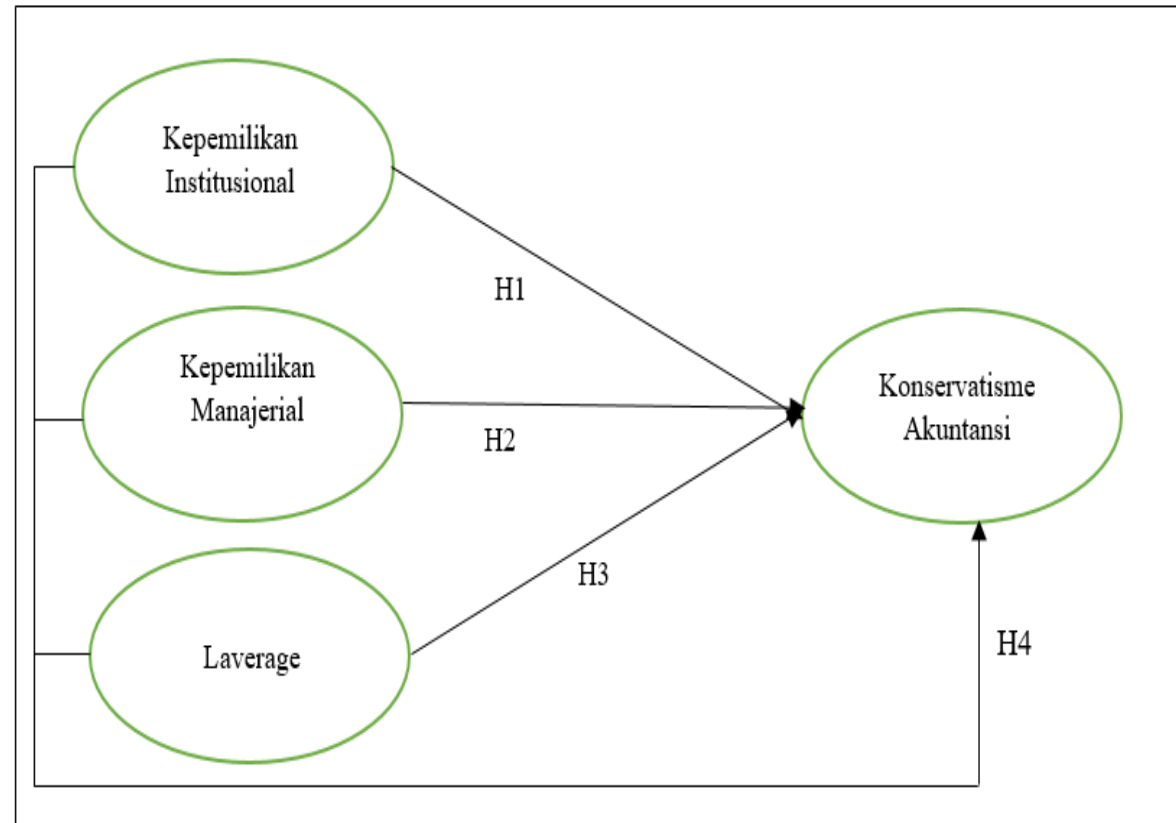 Kepemilikan
Institusional
H1
Kepemilikan
Manajerial
H2
Konservatisme
Akuntansi
H3
Laverage
H4